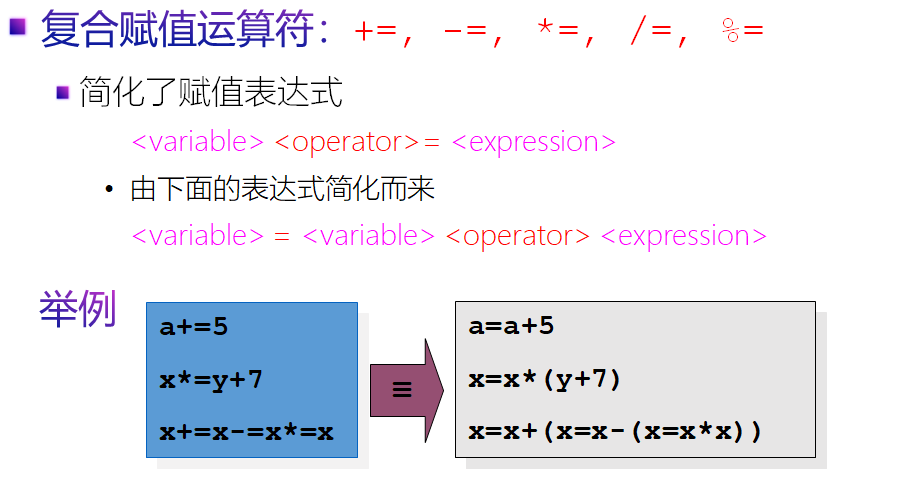 复合赋值运算符：+=, -=, *=, /=, %=
简化了赋值表达式
<variable> <operator>= <expression>
• 由下面的表达式简化而来
<variable> = <variable> <operator> <expression>
举例
a+=5
x*=y+7
x+=x-=x*=x
≡
a=a+5
x=x*(y+7)
x=x+(x=x-(x=x*x))